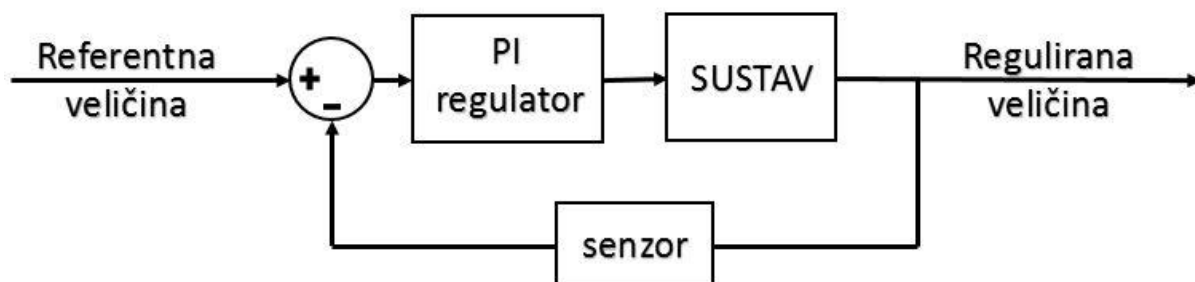 Referentna
veličina
+
-
PI
regulator
SUSTAV
Regulirana
veličina
senzor